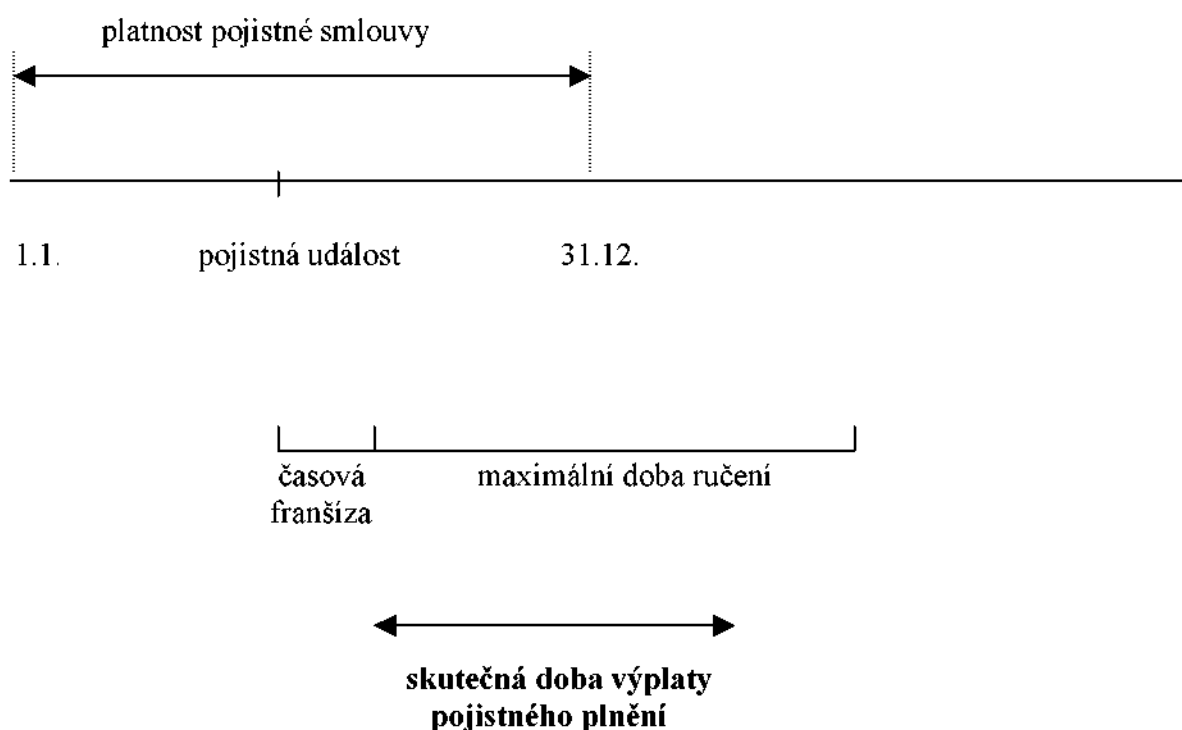 platnost pojistné smlouvy
1.1. pojistná událost 31.12.
časová maximální doba ručení
franšíza
skutečná doba výplaty
pojistného plnění